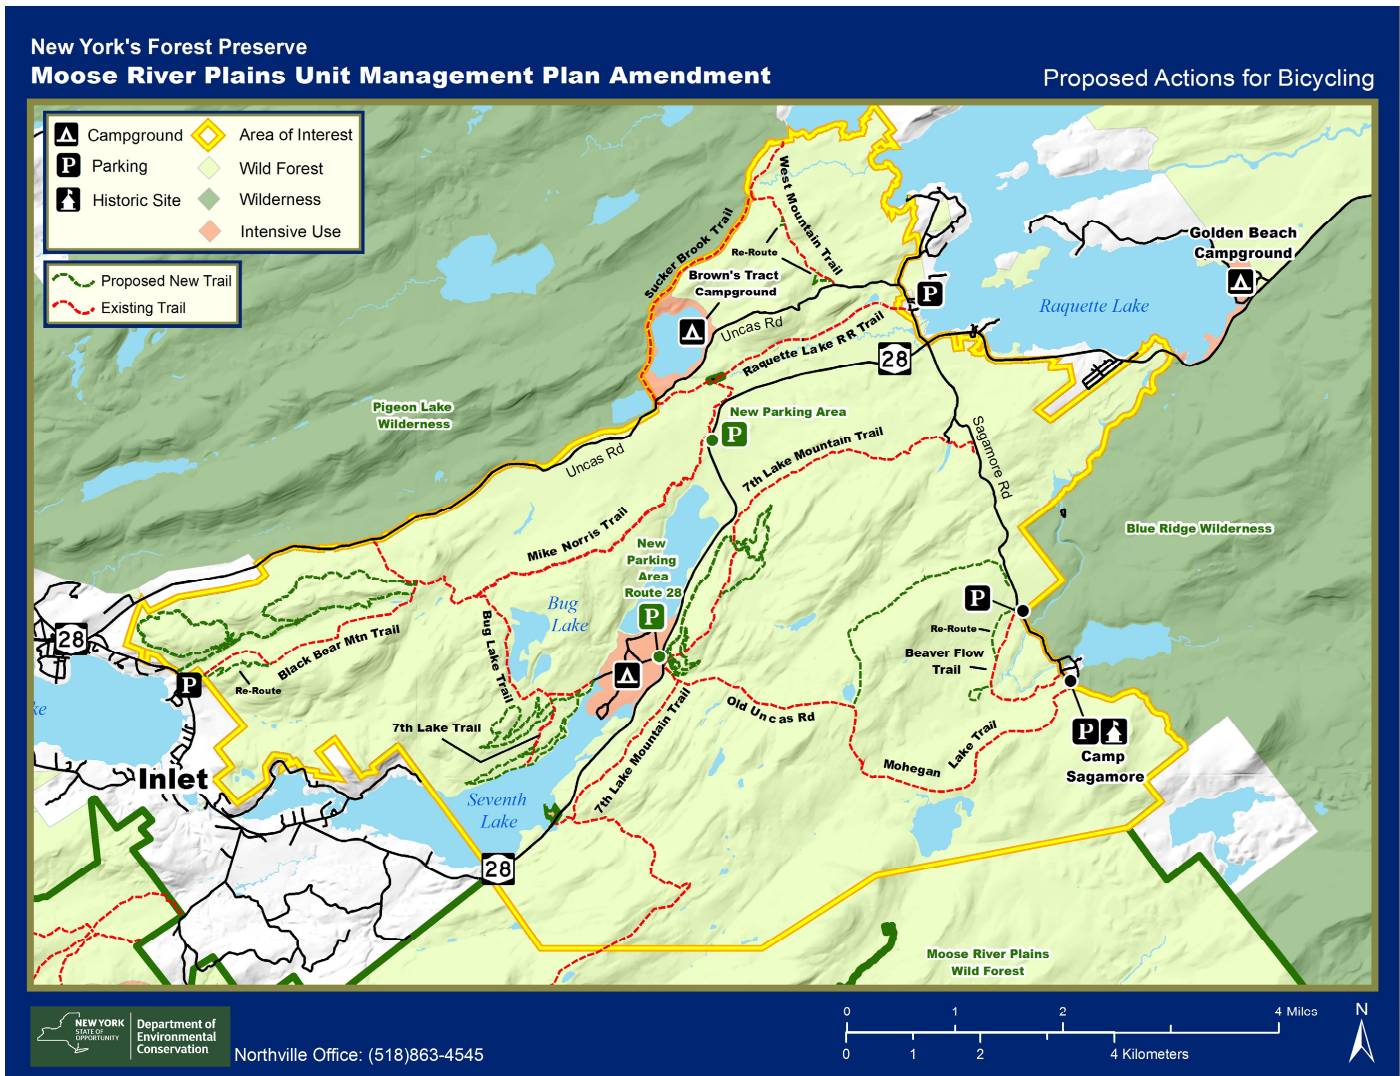 New York's Forest Preserve
Moose River Plains Unit Management Plan Amendment
Proposed Actions for Bicycling
Campground
Area of Interest
P
Parking
Wild Forest
Historic Site
Wilderness
Intensive Use
Proposed New Trail
Existing Trail
West Mountain Trail
Sucker Brook Trail
Re-Route
Brown's Tract
Campground
Golden Beach
Campground
P
Raquette Lake
Uncas Rd
Raquette Lake RR Trail
28
Pigeon Lake
Wilderness
New Parking Area
P
Sagamore Rd
Uncas Rd
7th Lake Mountain Trail
Mike Norris Trail
Blue Ridge Wilderness
New
Parking
Area
Route 28
P
Bug
Lake
Bug Lake Trail
P
28
Black Bear Mtn Trail
Re-Route
Beaver Flow
Trail
P
Re-Route
7th Lake Trail
Old Uncas Rd
7th Lake Mountain Trail
ke
Mohegan
Lake Trail
P
Camp
Sagamore
Inlet
Seventh
Lake
28
Moose River Plains
Wild Forest
NEW YORK
STATE OF
OPPORTUNITY
Department of
Environmental
Conservation
Northville Office: (518)863-4545
0 1 2 4 Miles
0 1 2 4 Kilometers
N